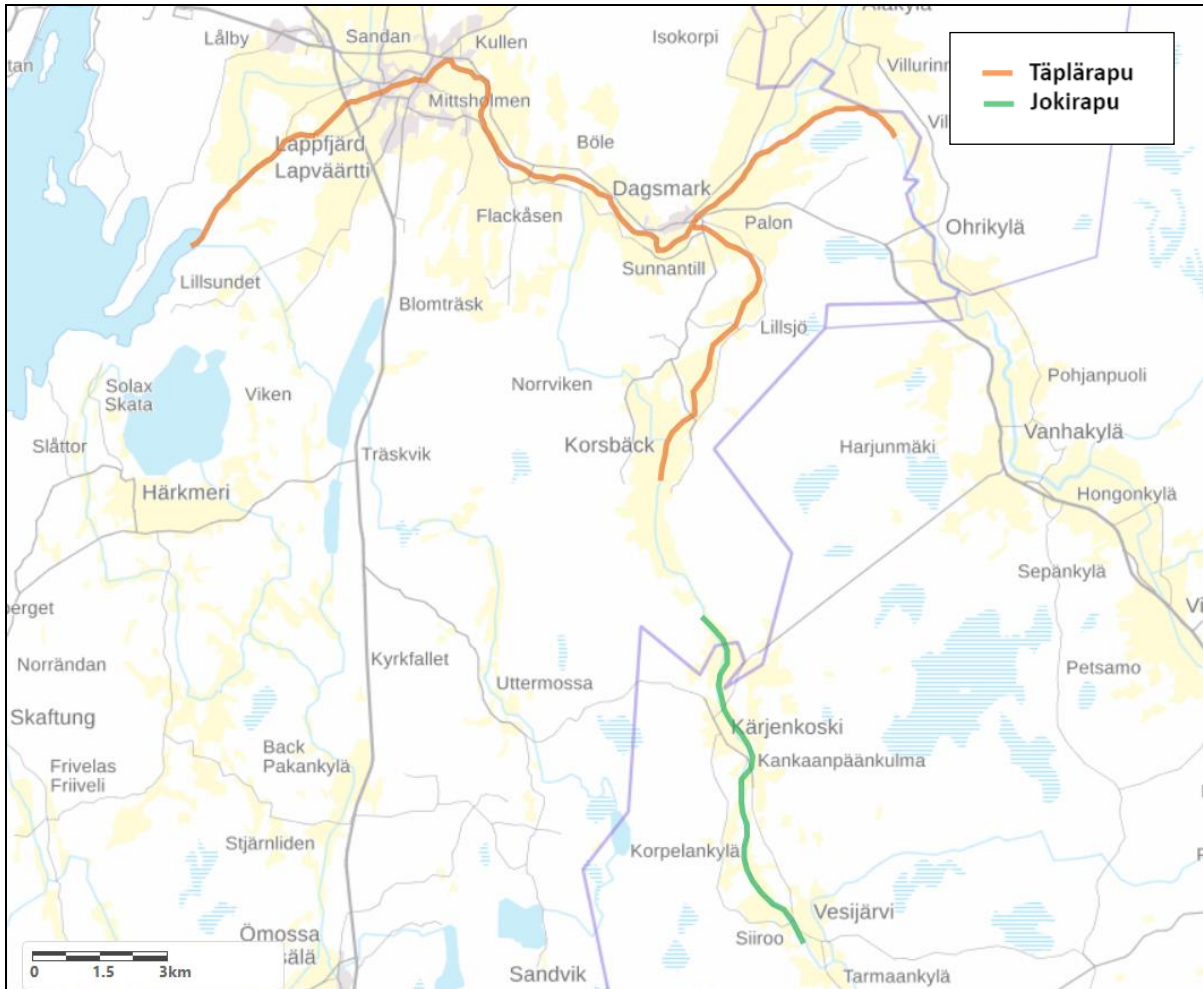 Lålby
Sandan
Kullen
Isokorpi
Alakylä
Täplärapu
Jokirapu
Mittsholmen
Lappfjärd
Lapväärtti
Böle
Dagsmark
Flackåsen
Palon
Ohrikylä
Sunnantill
Lillsundet
Blomträsk
Lillsjö
Solax
Skata
Viken
Norrviken
Pohjanpuoli
Slåttor
Träskvik
Korsbäck
Harjunmäki
Vanhakylä
Härkmeri
Hongonkylä
Sepänkylä
Norrändan
Kyrkfallet
Uttermossa
Petsamo
Skaftung
Kärjenkoski
Back
Pakankylä
Kankaanpäänkulma
Frivelas
Friiveli
Stjärnliden
Korpelankylä
Vesijärvi
Siiroo
Ömossa
Sandvik
Tarmaankylä
0 1.5 3km